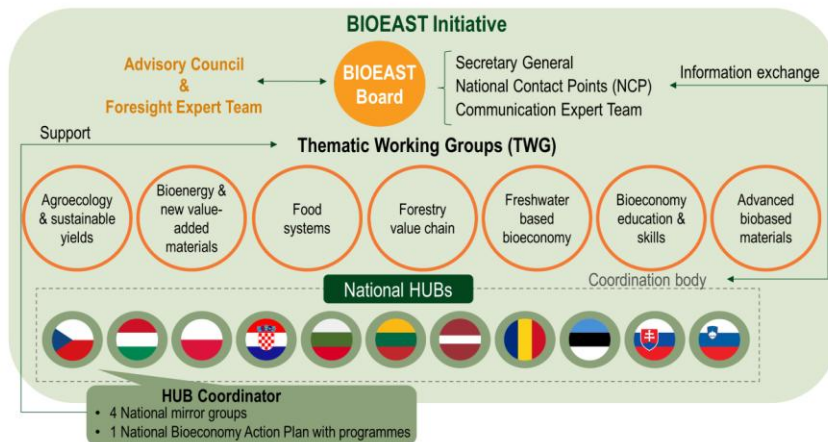 BIOEAST Initiative
Advisory Council
&
Foresight Expert Team
BIOEAST
Board
Secretary General
National Contact Points (NCP)
Communication Expert Team
Information exchange
Support
Thematic Working Groups (TWG)
Agroecology
& sustainable
yields
Bioenergy &
new value-
added
materials
Food
systems
Forestry
value chain
Freshwater
based
bioeconomy
Bioeconomy
education &
skills
Advanced
biobased
materials
Coordination body
National HUBs
HUB Coordinator
• 4 National mirror groups
• 1 National Bioeconomy Action Plan with programmes